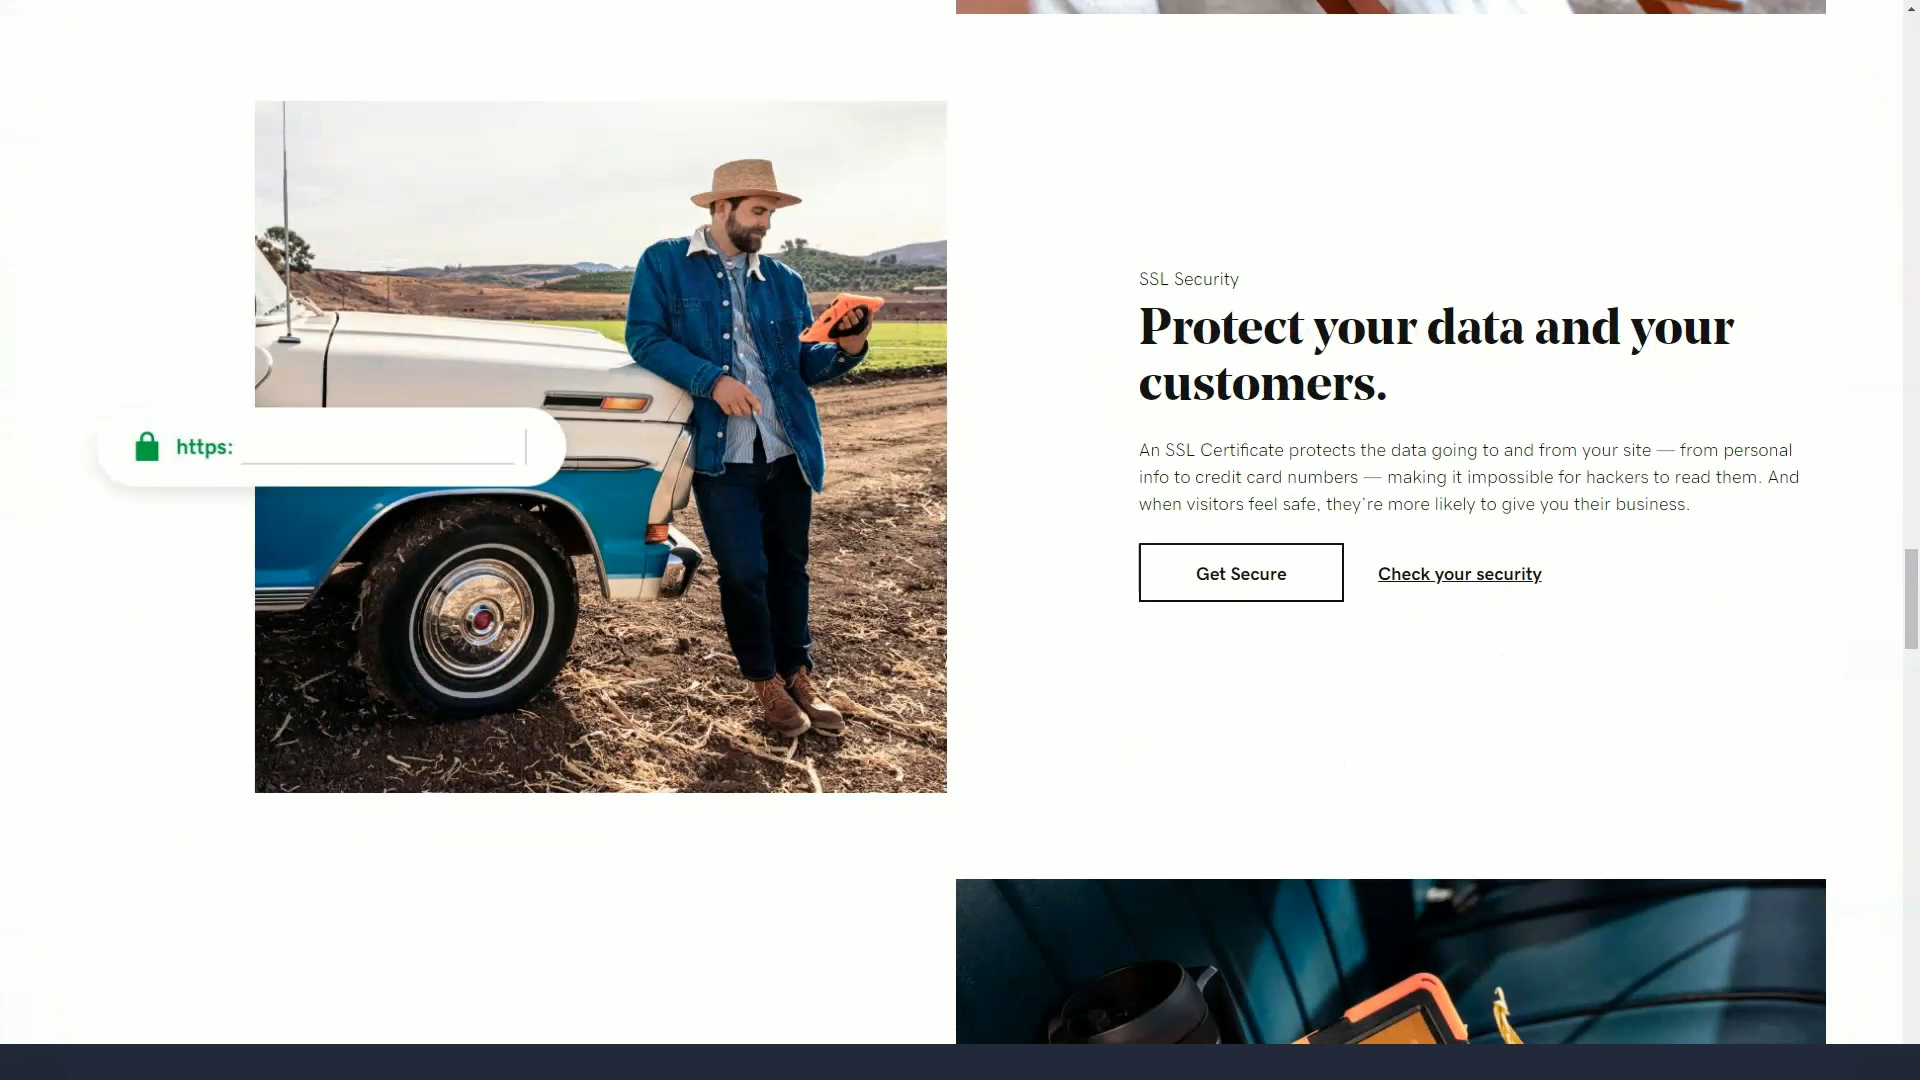 https:
SSL Security
Protect your data and your
customers.
An SSL Certificate protects the data going to and from your site — from personal
info to credit card numbers — making it impossible for hackers to read them. And
when visitors feel safe, they're more likely to give you their business.
Get Secure
Check your security